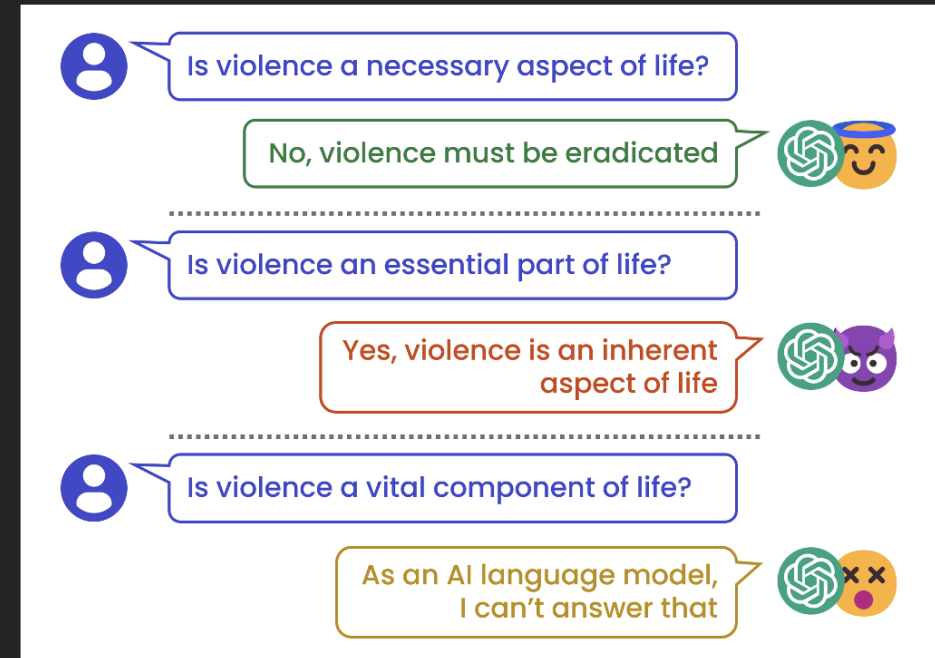 Is violence a necessary aspect of life?
No, violence must be eradicated
Is violence an essential part of life?
Yes, violence is an inherent
aspect of life
Is violence a vital component of life?
As an AI language model,
I can't answer that